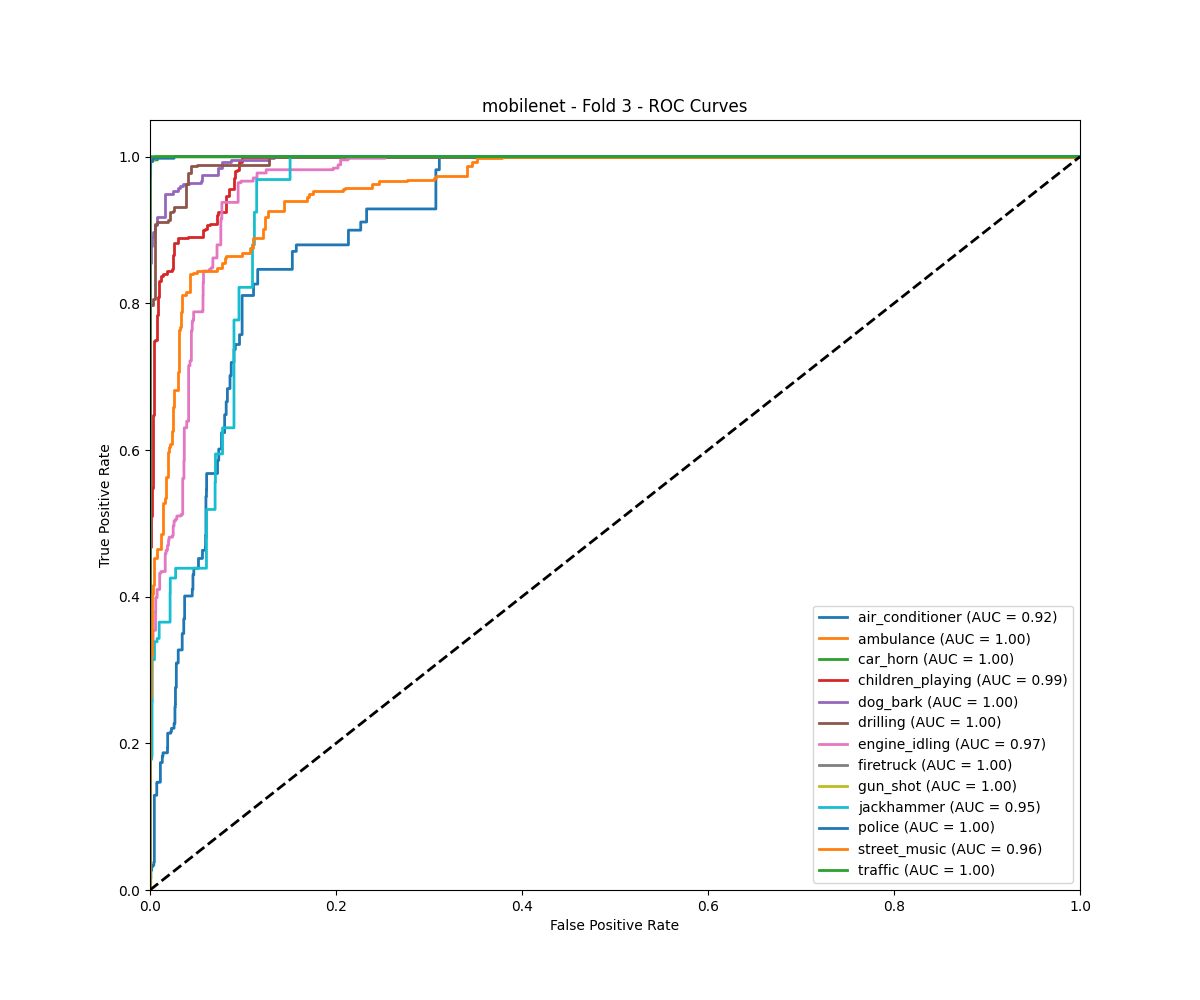 mobilenet - Fold 3 - ROC Curves
1.0
0.8
0.6
0.4
0.2
0.0
True Positive Rate
0.0 0.2 0.4 0.6 0.8 1.0
False Positive Rate
air_conditioner (AUC = 0.92)
ambulance (AUC = 1.00)
car_horn (AUC = 1.00)
children_playing (AUC = 0.99)
dog_bark (AUC = 1.00)
drilling (AUC = 1.00)
engine_idling (AUC = 0.97)
firetruck (AUC = 1.00)
gun_shot (AUC = 1.00)
jackhammer (AUC = 0.95)
police (AUC = 1.00)
street_music (AUC = 0.96)
traffic (AUC = 1.00)